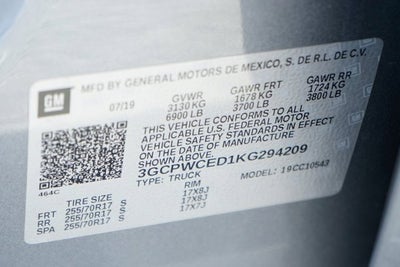 GM
MFD BY GENERAL MOTORS DE MEXICO, S. DE R.L. DE C.V.
07/19 GVWR GAWR FRT GAWR RR
3130 KG 1678 KG 1724 KG
6900 LB 3700 LB 3800 LB
THIS VEHICLE CONFORMS TO ALL
APPLICABLE U.S. FEDERAL MOTOR
VEHICLE SAFETY STANDARDS IN EFFECT
ON THE DATE OF MANUFACTURE
SHOWN ABOVE.
3GCPWCED1KG294209
TYPE: TRUCK MODEL: 19CC10543
464C
TIRE SIZE RIM
FRT 255/70R17 S 17X8J
RR 255/70R17 S 17X8J
SPA 255/70R17 S 17X7J